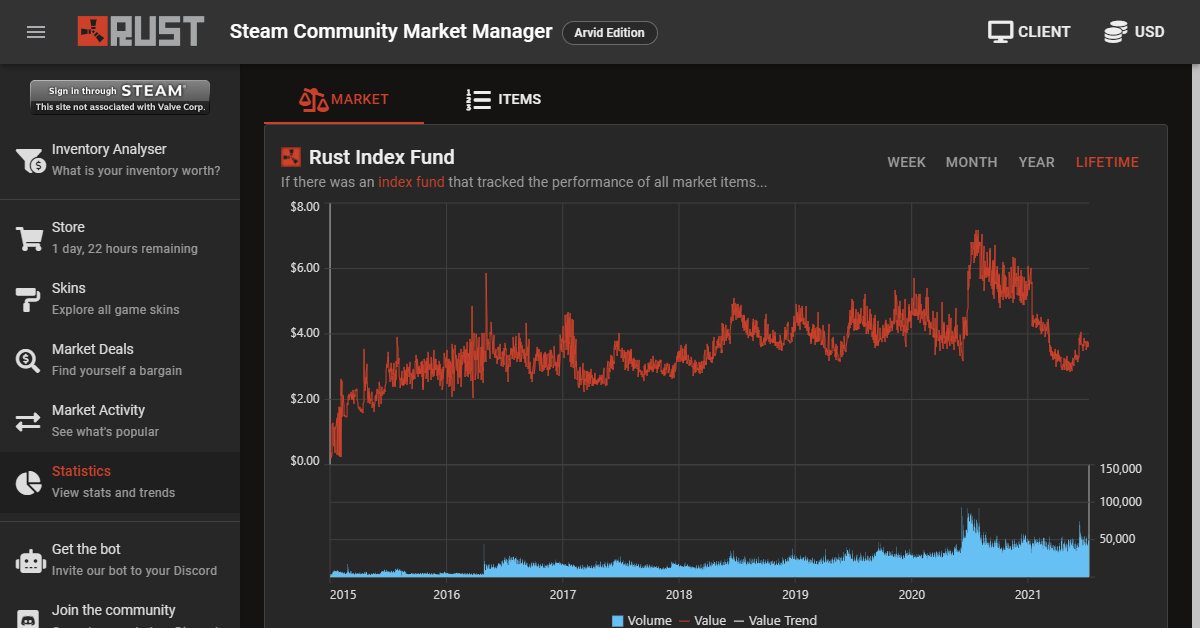 RUST
Steam Community Market Manager
Arvid Edition
CLIENT
USD
Sign in through STEAM®
This site not associated with Valve Corp.
Inventory Analyser
What is your inventory worth?
Store
1 day, 22 hours remaining
Skins
Explore all game skins
Market Deals
Find yourself a bargain
Market Activity
See what's popular
Statistics
View stats and trends
Get the bot
Invite our bot to your Discord
Join the community
MARKET
ITEMS
Rust Index Fund
WEEK MONTH YEAR LIFETIME
If there was an index fund that tracked the performance of all market items...
$8.00
$6.00
$4.00
$2.00
$0.00
150,000
100,000
50,000
2015 2016 2017 2018 2019 2020 2021
Volume Value Value Trend